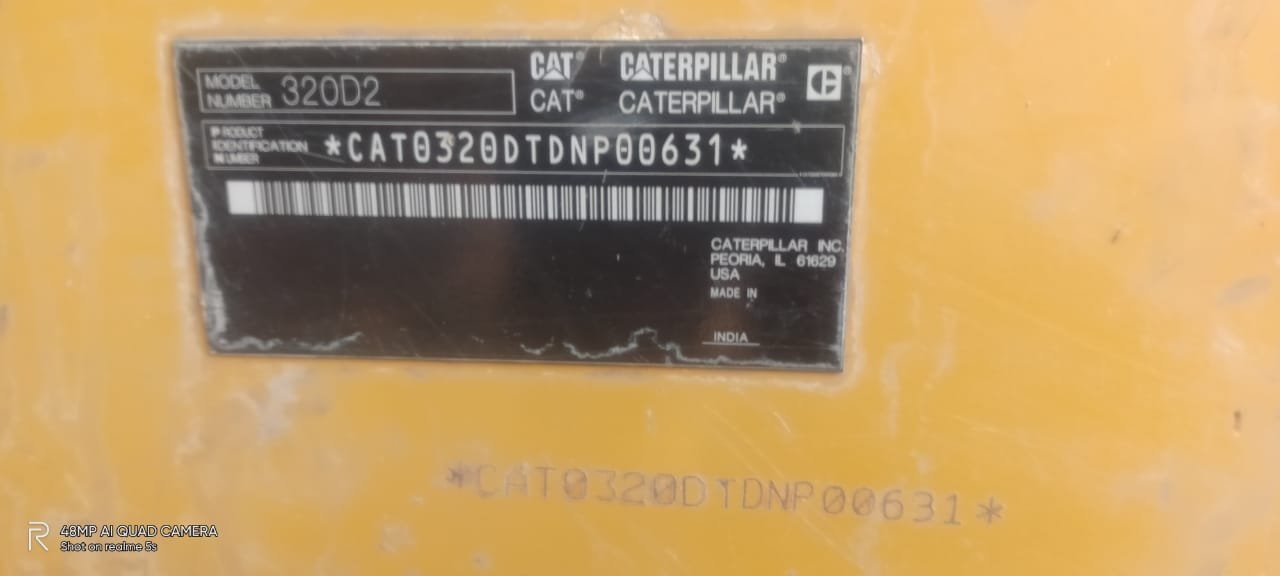 MODEL NUMBER 320D2
CAT® CATERPILLAR®
CAT® CATERPILLAR®
PRODUCT IDENTIFICATION NUMBER *CAT0320DTDNP00631*
CATERPILLAR INC.
PEORIA, IL 61629
USA
MADE IN
INDIA
*CAT0320DTDNP00631*
48MP AI QUAD CAMERA
Shot on realme 5s